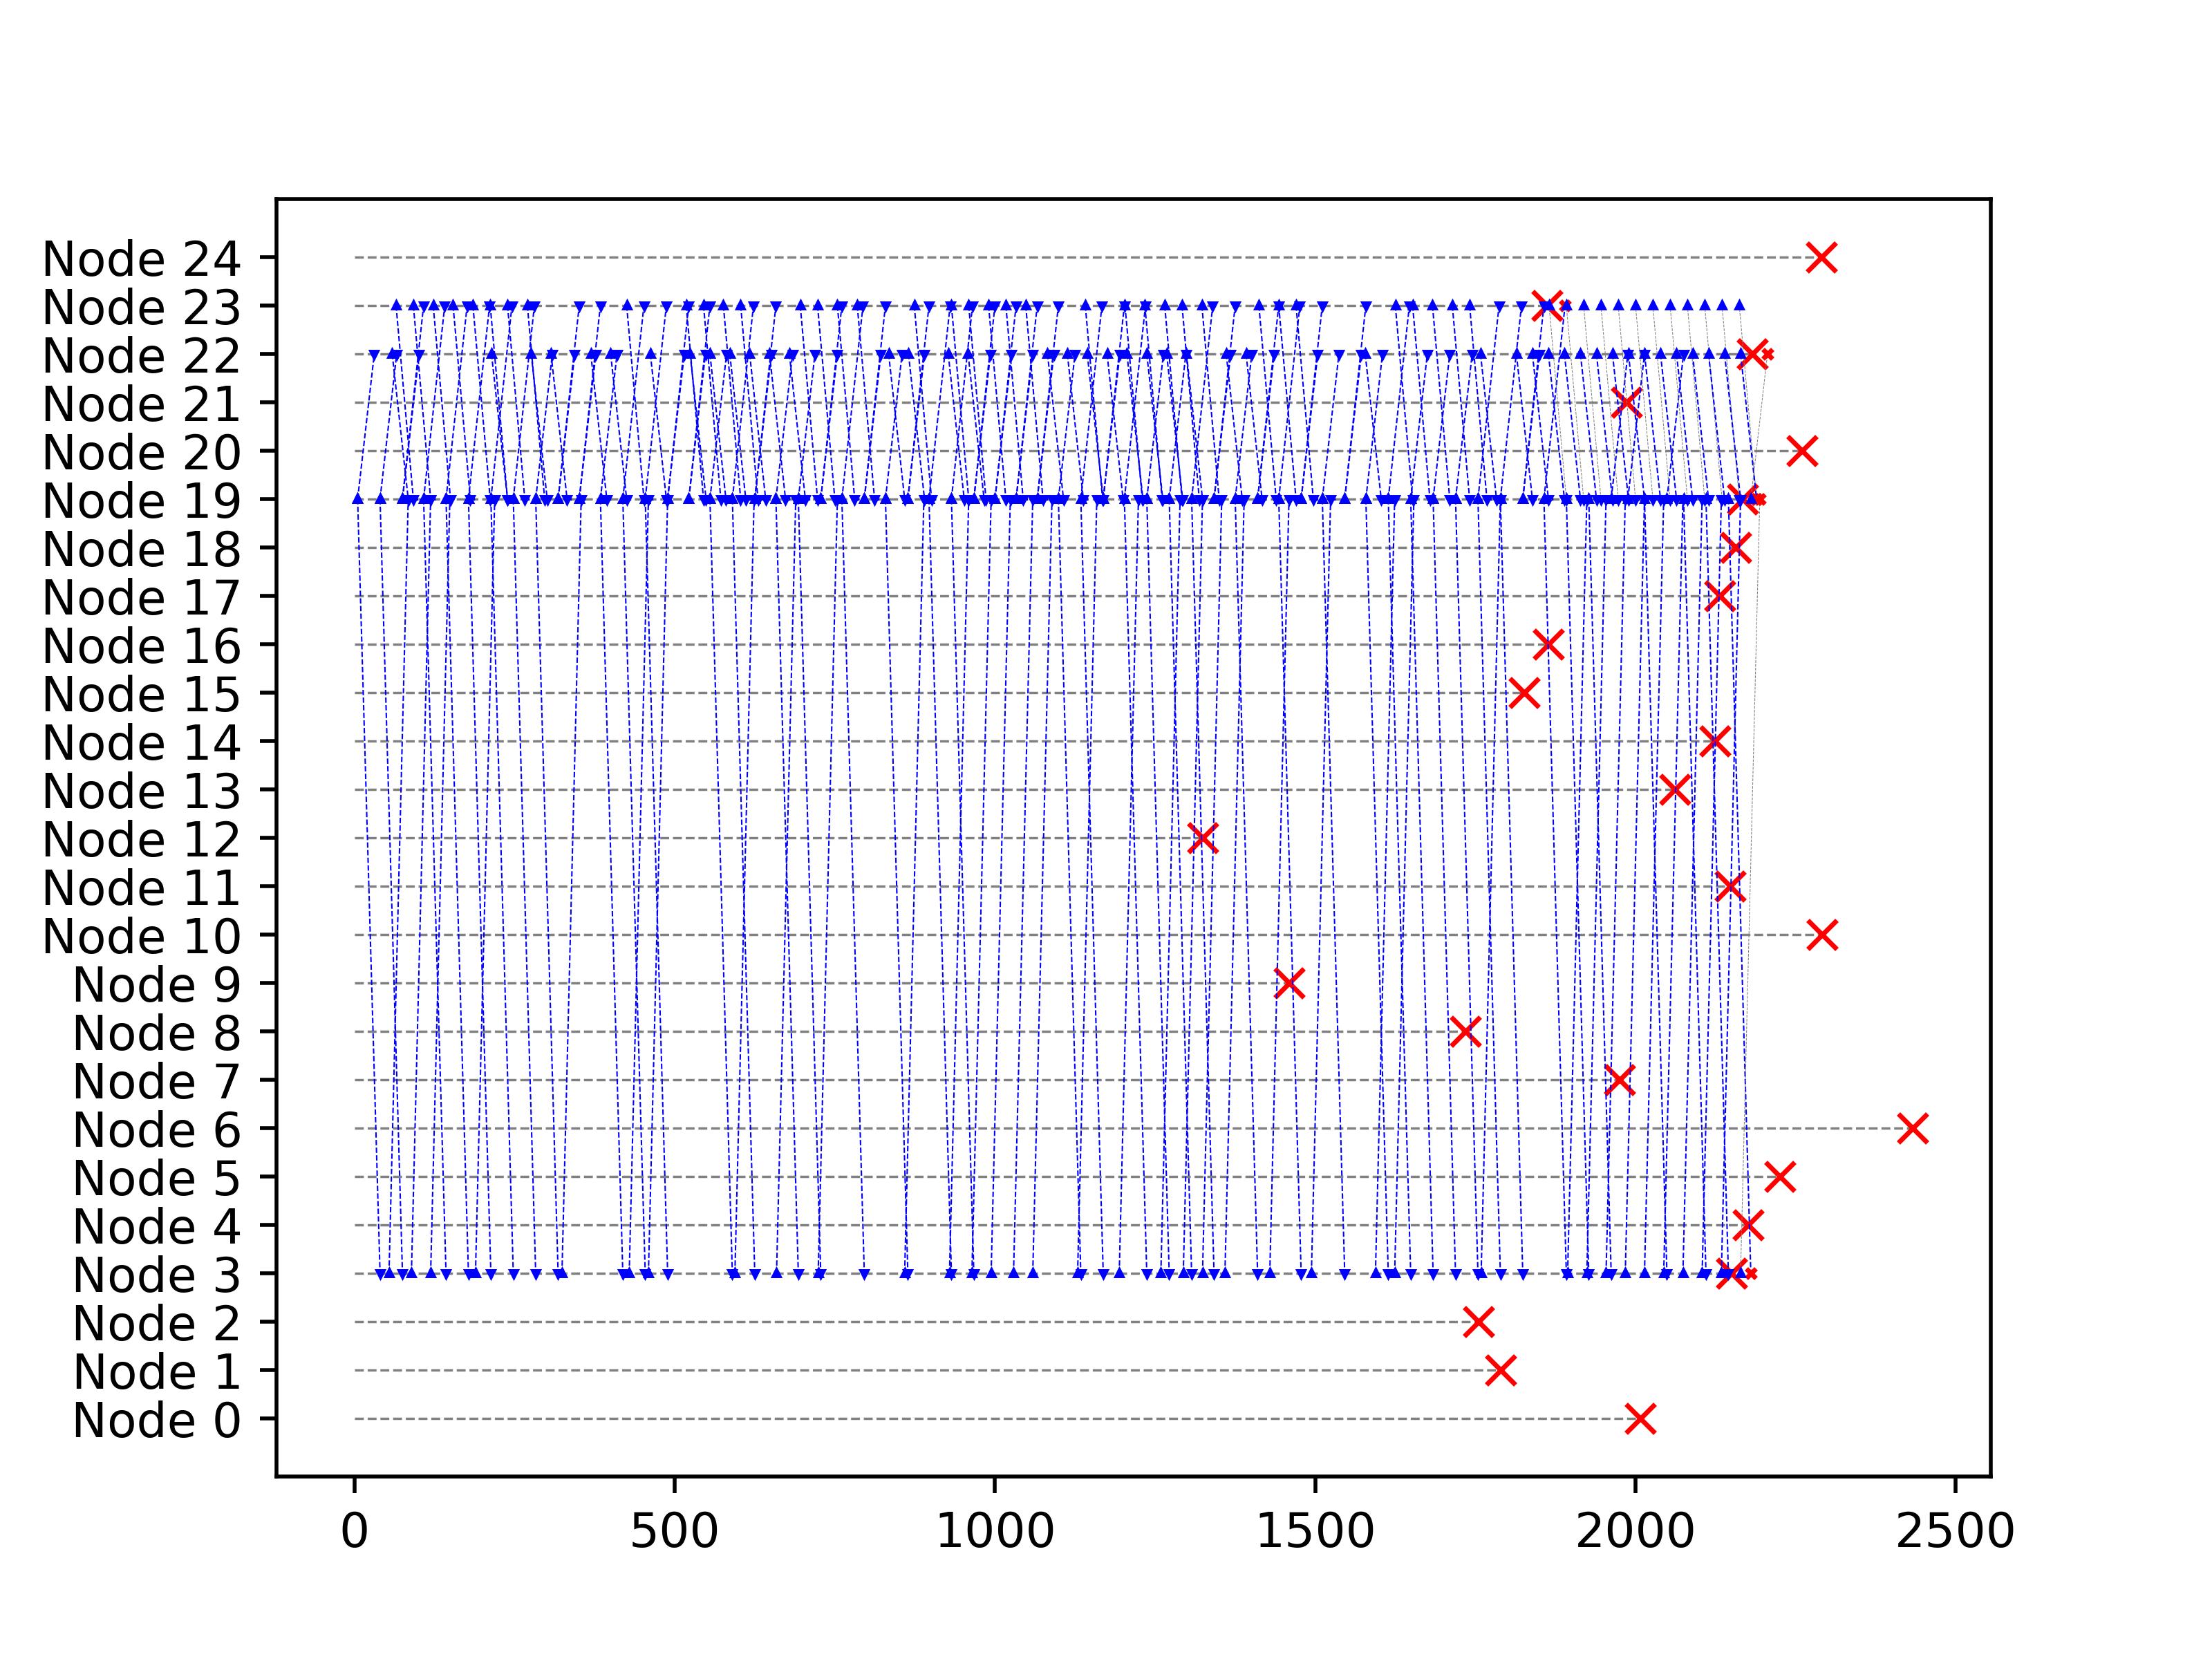 Node 24
Node 23
Node 22
Node 21
Node 20
Node 19
Node 18
Node 17
Node 16
Node 15
Node 14
Node 13
Node 12
Node 11
Node 10
Node 9
Node 8
Node 7
Node 6
Node 5
Node 4
Node 3
Node 2
Node 1
Node 0
0 500 1000 1500 2000 2500